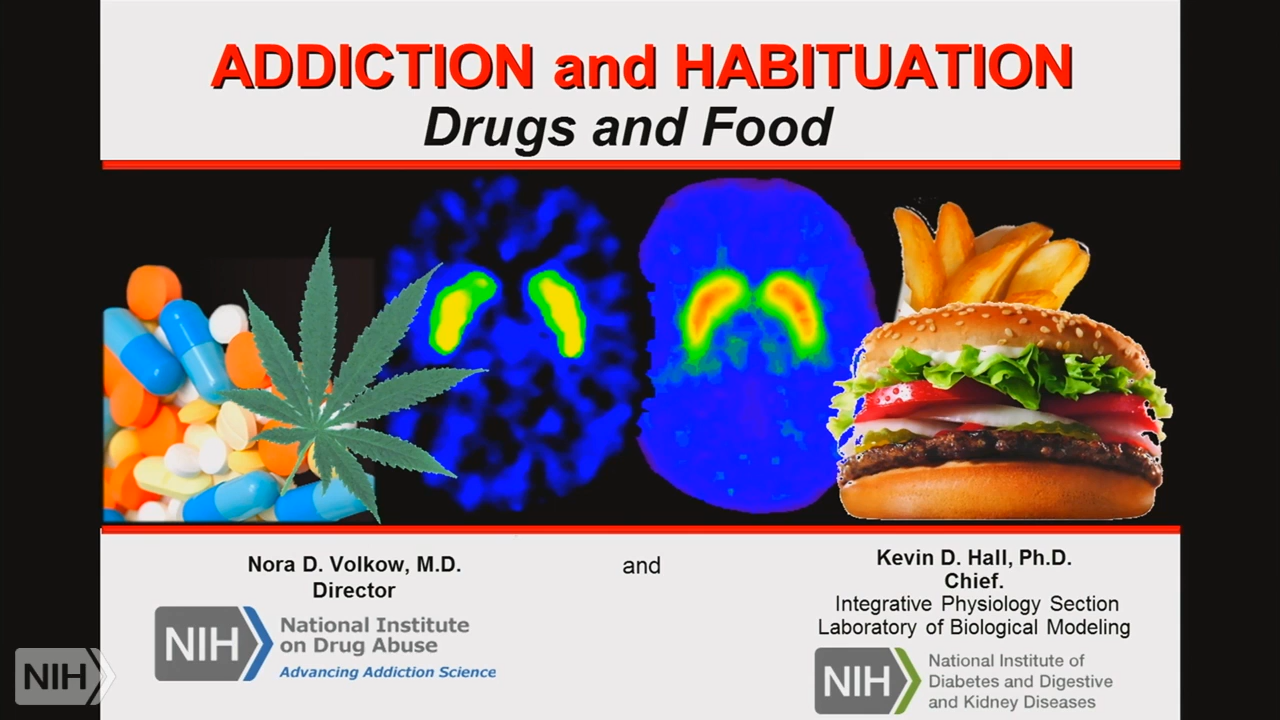 ADDICTION and HABITUATION
Drugs and Food
Nora D. Volkow, M.D.
Director
NIH
National Institute
on Drug Abuse
Advancing Addiction Science
and
Kevin D. Hall, Ph.D.
Chief.
Integrative Physiology Section
Laboratory of Biological Modeling
NIH
National Institute of
Diabetes and Digestive
and Kidney Diseases
NIH